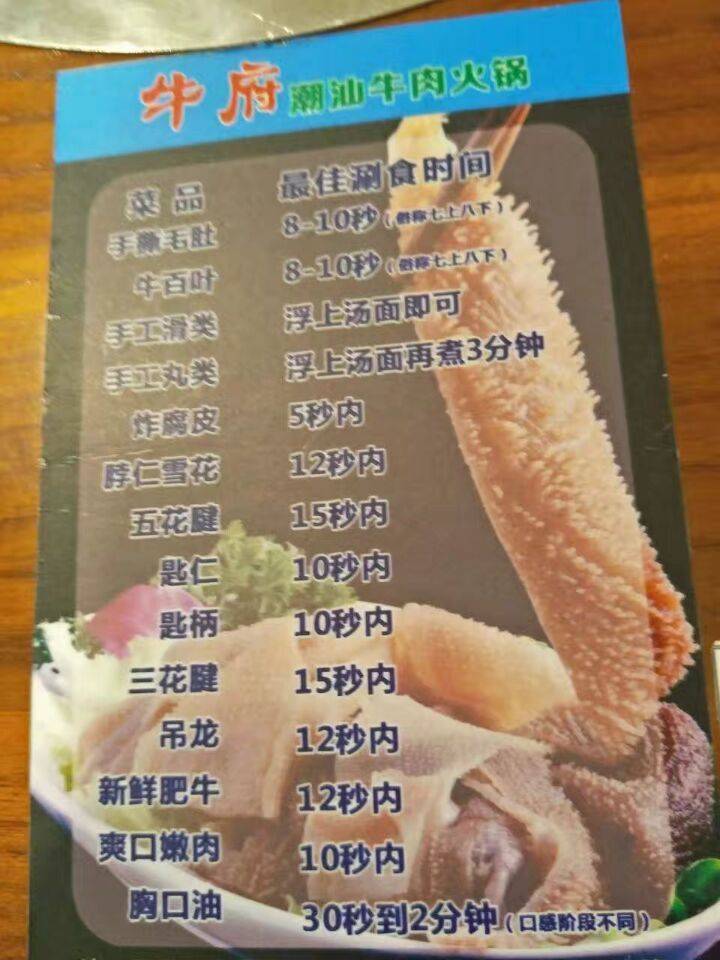 牛府 潮汕牛肉火锅
菜品 最佳涮食时间
手撕毛肚 8-10秒(俗称七上八下)
牛百叶 8-10秒(俗称七上八下)
手工滑类 浮上汤面即可
手工丸类 浮上汤面再煮3分钟
炸腐皮 5秒内
脖仁雪花 12秒内
五花腱 15秒内
匙仁 10秒内
匙柄 10秒内
三花腱 15秒内
吊龙 12秒内
新鲜肥牛 12秒内
爽口嫩肉 10秒内
胸口油 30秒到2分钟(口感阶段不同)